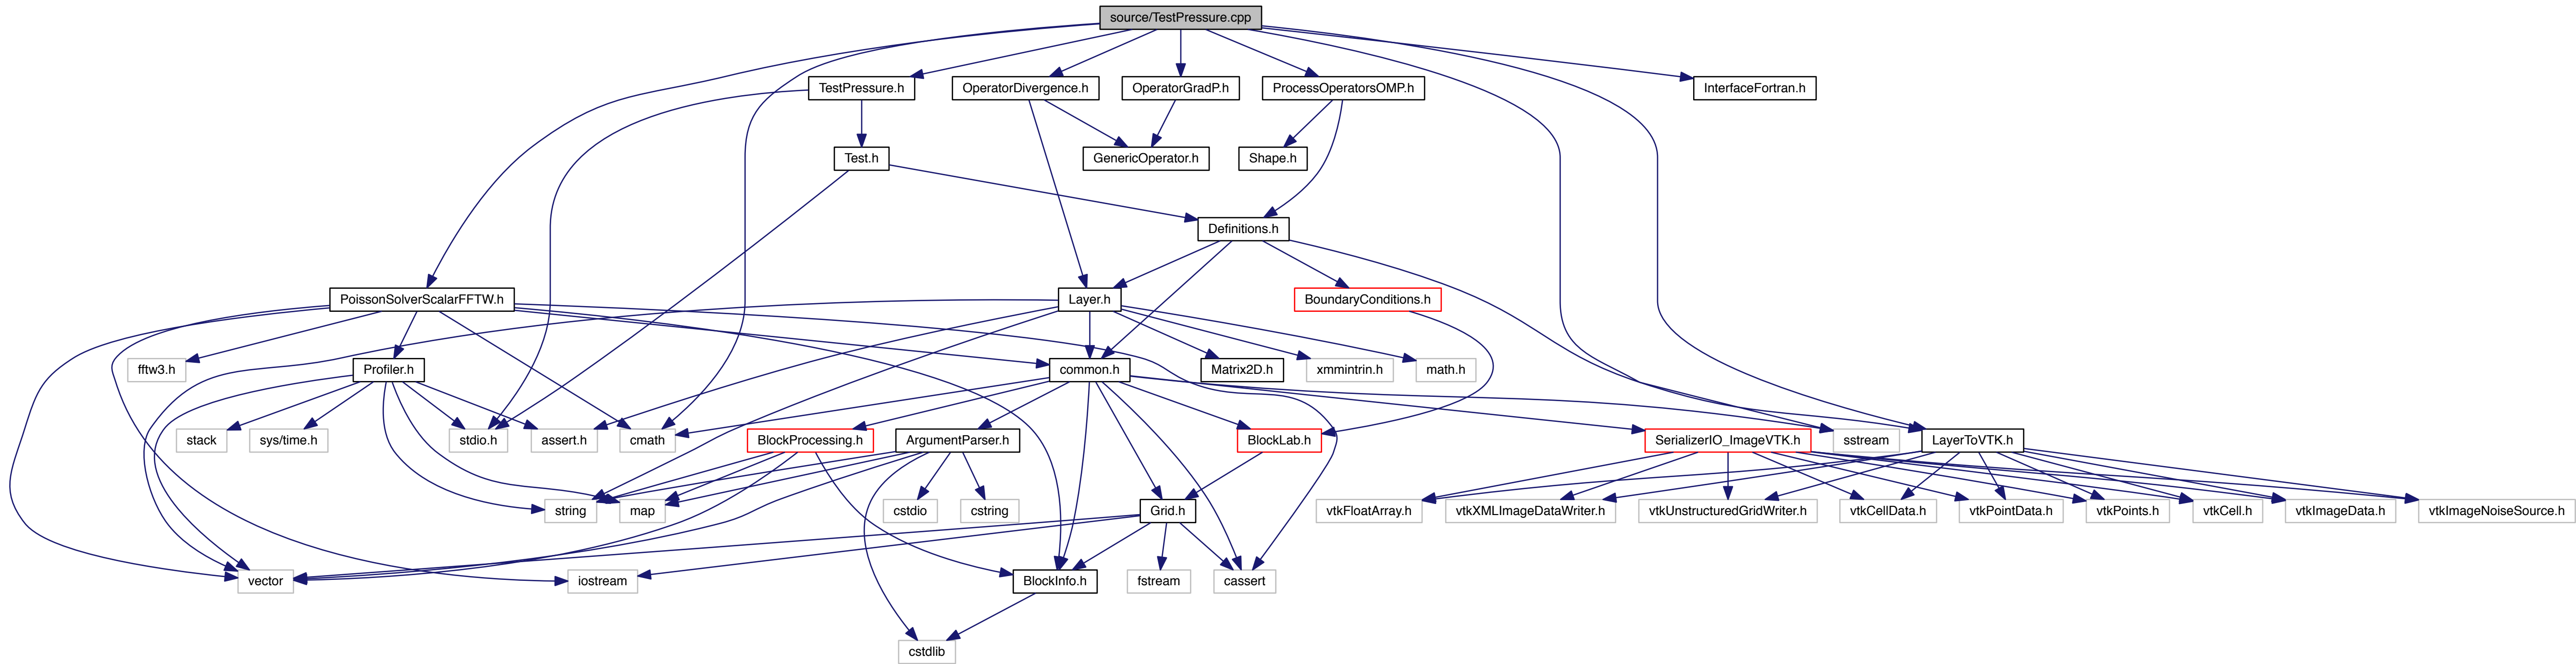 source/TestPressure.cpp
TestPressure.h
OperatorDivergence.h
OperatorGradP.h
ProcessOperatorsOMP.h
InterfaceFortran.h
Test.h
GenericOperator.h
Shape.h
Definitions.h
PoissonSolverScalarFFTW.h
Layer.h
BoundaryConditions.h
fftw3.h
Profiler.h
common.h
Matrix2D.h
xmmintrin.h
math.h
stack
sys/time.h
stdio.h
assert.h
cmath
BlockProcessing.h
ArgumentParser.h
BlockLab.h
SerializerIO_ImageVTK.h
sstream
LayerToVTK.h
string
map
cstdio
cstring
Grid.h
vtkFloatArray.h
vtkXMLImageDataWriter.h
vtkUnstructuredGridWriter.h
vtkCellData.h
vtkPointData.h
vtkPoints.h
vtkCell.h
vtkImageData.h
vtkImageNoiseSource.h
vector
iostream
BlockInfo.h
fstream
cassert
cstdlib